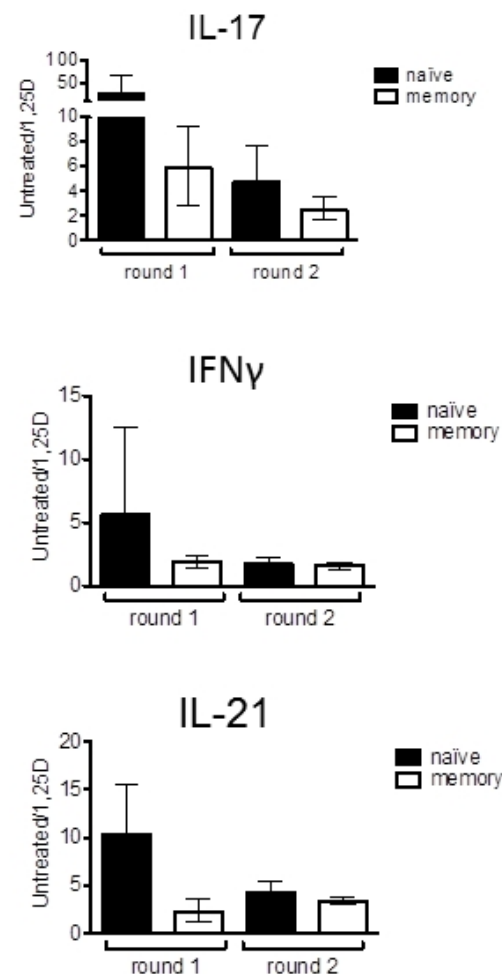 IL-17
Untreated/1,25D
100
50
10
8
6
4
2
0
naïve
memory
round 1 round 2
IFNγ
Untreated/1,25D
15
10
5
0
naïve
memory
round 1 round 2
IL-21
Untreated/1,25D
20
15
10
5
0
naïve
memory
round 1 round 2